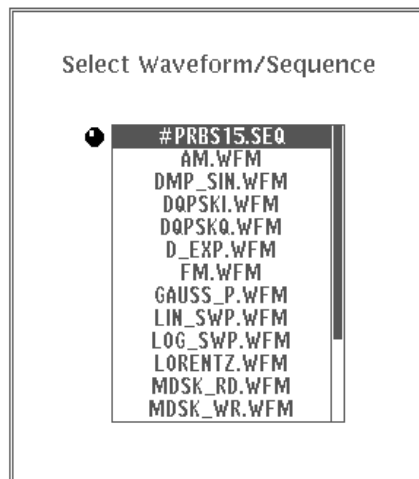 Select Waveform/Sequence
#PRBS15.SEQ
AM.WFM
DMP_SIN.WFM
DQPSKI.WFM
DQPSKQ.WFM
D_EXP.WFM
FM.WFM
GAUSS_P.WFM
LIN_SWP.WFM
LOG_SWP.WFM
LORENTZ.WFM
MDSK_RD.WFM
MDSK_WR.WFM